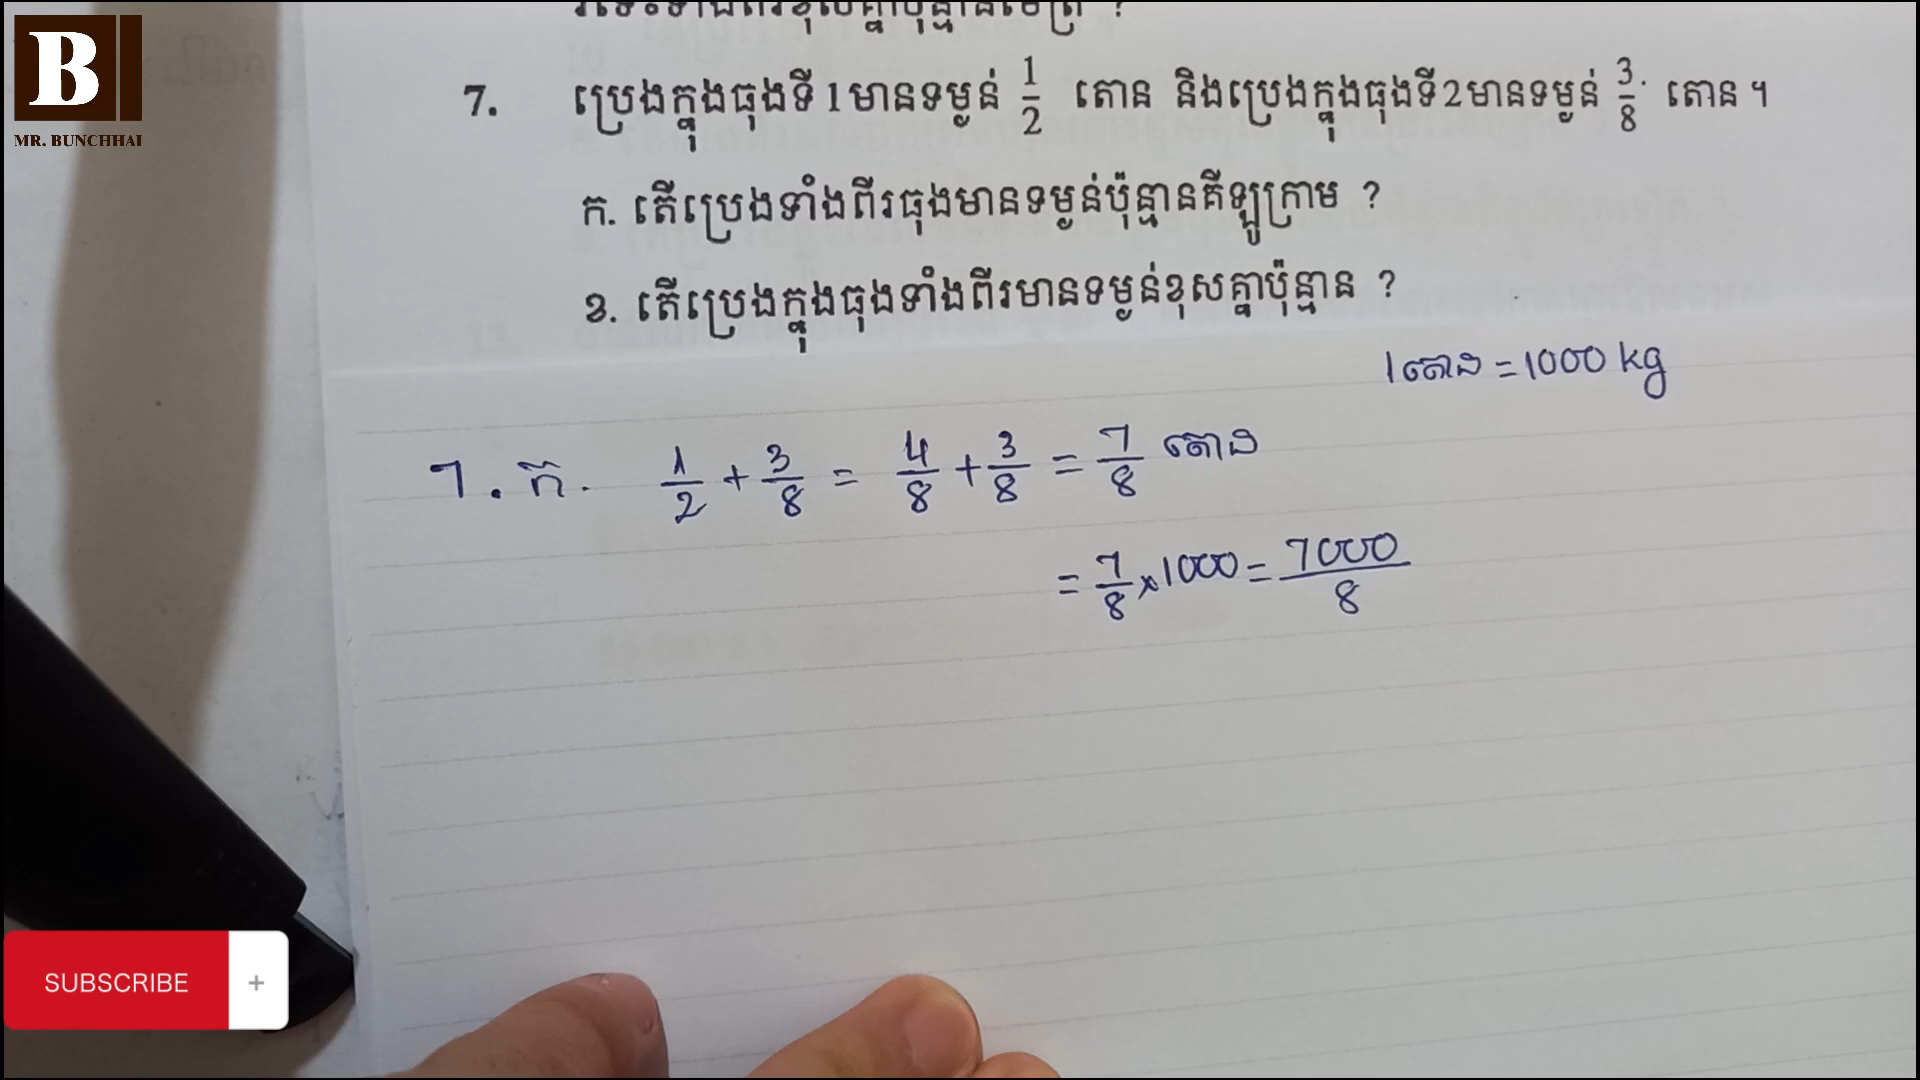 B
MR. BUNCHHAI
7. ប្រេងក្នុងធុងទី1មានទម្ងន់ 1/2 តោន និងប្រេងក្នុងធុងទី2មានទម្ងន់ 3/8 តោន ។
ក. តើប្រេងទាំងពីរធុងមានទម្ងន់ប៉ុន្មានគីឡូក្រាម ?
ខ. តើប្រេងក្នុងធុងទាំងពីរមានទម្ងន់ខុសគ្នាប៉ុន្មាន ?
1តោន = 1000 kg
7. ក. 1/2 + 3/8 = 4/8 + 3/8 = 7/8 តោន
= 7/8 × 1000 = 7000/8
SUBSCRIBE +